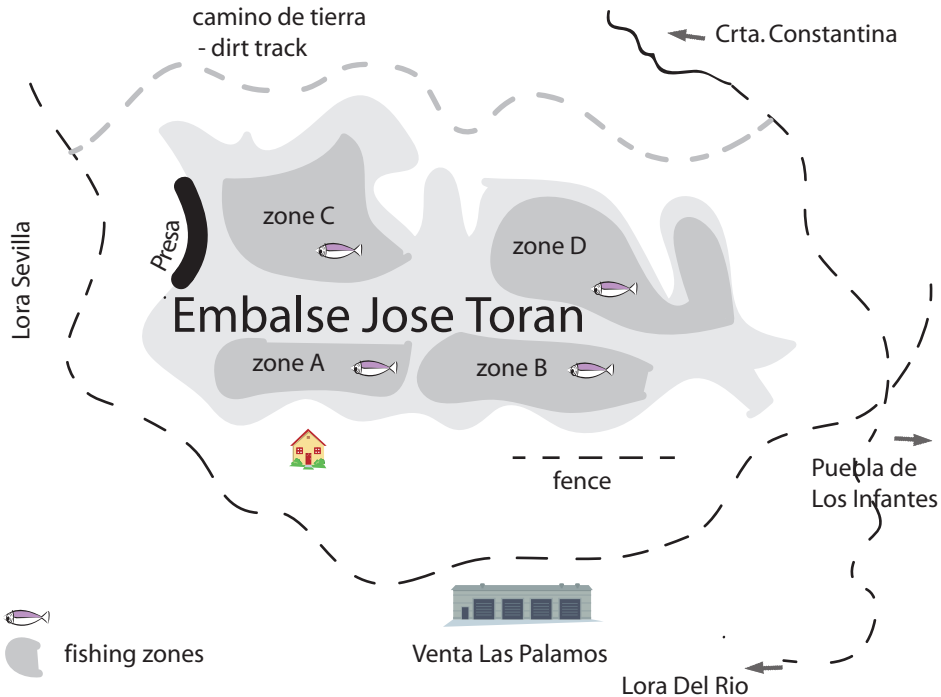 camino de tierra
- dirt track
Crta. Constantina
zone C
Presa
zone D
Lora Sevilla
Embalse Jose Toran
zone A
zone B
fence
Puebla de
Los Infantes
fishing zones
Venta Las Palamos
Lora Del Rio